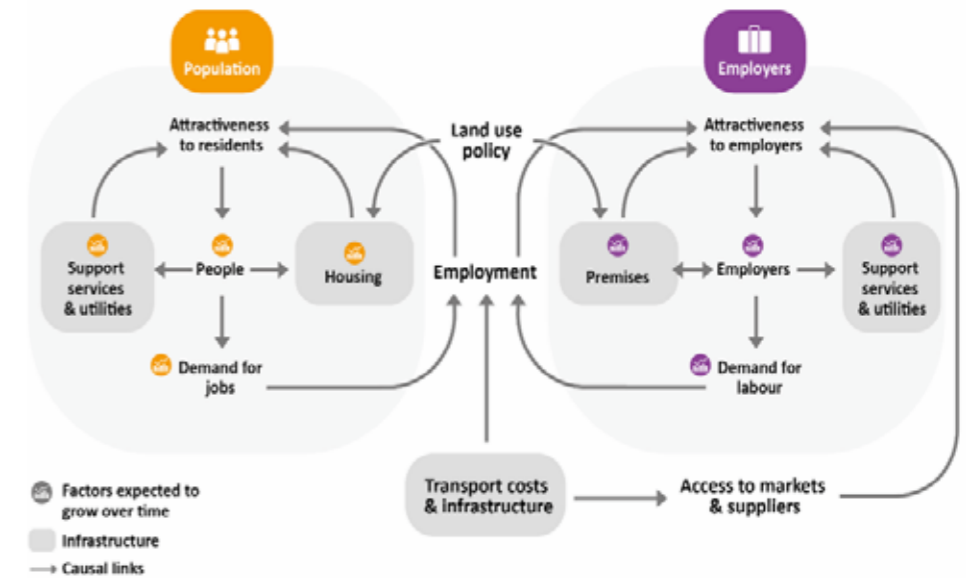 Population
Employers
Attractiveness
to residents
Land use
policy
Attractiveness
to employers
Support
services
& utilities
People
Housing
Employment
Premises
Employers
Support
services
& utilities
Demand for
jobs
Demand for
labour
Transport costs
& infrastructure
Access to markets
& suppliers
Factors expected to
grow over time
Infrastructure
Causal links